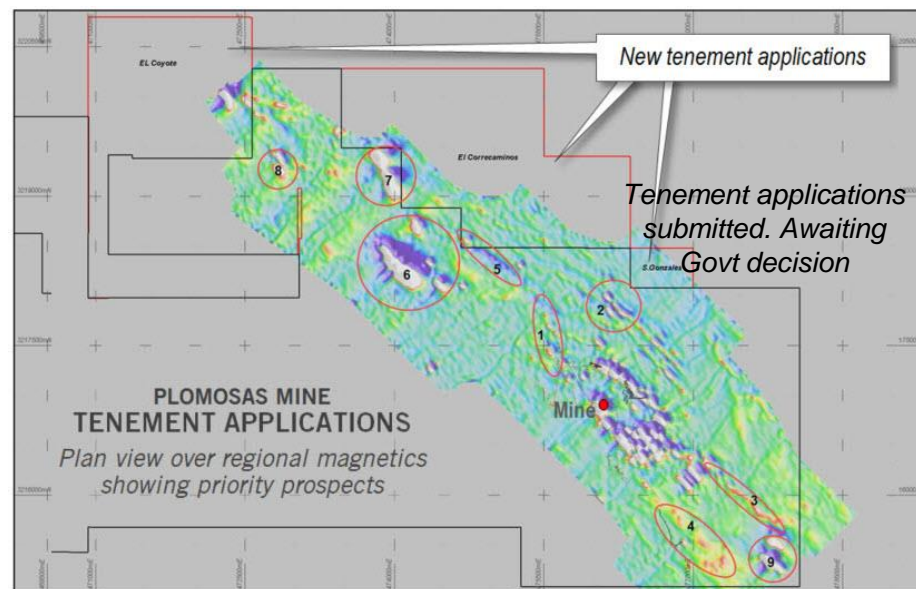 EL Coyote
New tenement applications
El Correcaminos
Tenement applications
submitted. Awaiting
Govt decision
S.Gonzales
8
7
6
5
2
1
PLOMOSAS MINE
TENEMENT APPLICATIONS
Plan view over regional magnetics
showing priority prospects
Mine
3
4
9